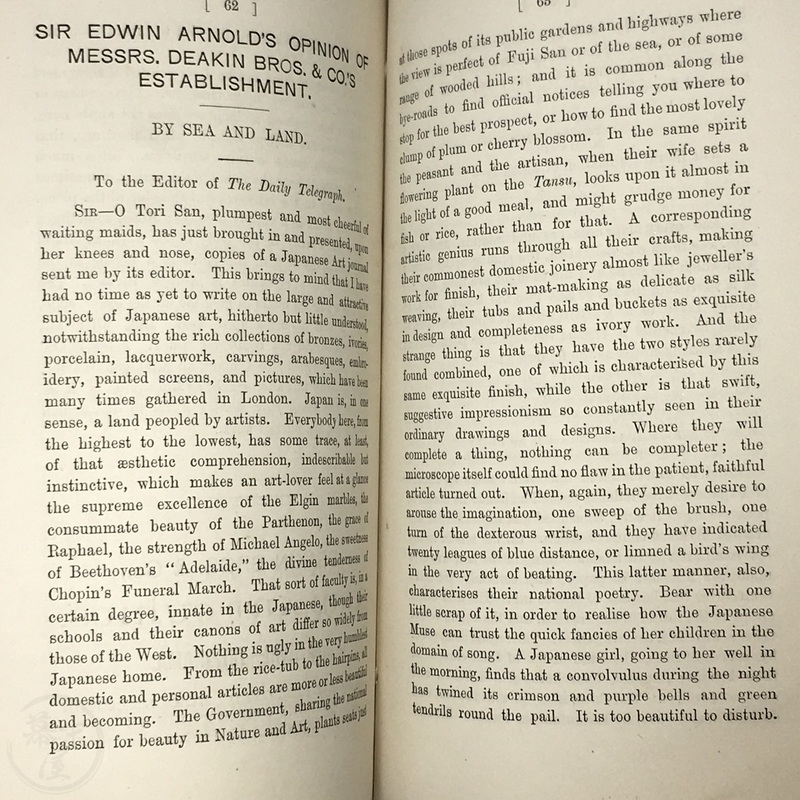 [ 62 ]
SIR EDWIN ARNOLD'S OPINION OF
MESSRS. DEAKIN BROS. & CO.'S
ESTABLISHMENT.
BY SEA AND LAND.
To the Editor of The Daily Telegraph.
SIR—O Tori San, plumpest and most cheerful of
waiting maids, has just brought in and presented, upon
her knees and nose, copies of a Japanese Art journal
sent me by its editor. This brings to mind that I have
had no time as yet to write on the large and attractive
subject of Japanese art, hitherto but little understood,
notwithstanding the rich collections of bronzes, ivories,
porcelain, lacquerwork, carvings, arabesques, embro-
idery, painted screens, and pictures, which have been
many times gathered in London. Japan is, in one
sense, a land peopled by artists. Everybody here, from
the highest to the lowest, has some trace, at least,
of that æsthetic comprehension, indescribable but
instinctive, which makes an art-lover feel at a glance
the supreme excellence of the Elgin marbles, the
consummate beauty of the Parthenon, the grace of
Raphael, the strength of Michael Angelo, the sweetness
of Beethoven's "Adelaide," the divine tenderness of
Chopin's Funeral March. That sort of faculty is, in a
certain degree, innate in the Japanese, though their
schools and their canons of art differ so widely from
those of the West. Nothing is ugly in the very humblest
Japanese home. From the rice-tub to the hairpins, all
domestic and personal articles are more or less beautiful
and becoming. The Government, sharing the national
passion for beauty in Nature and Art, plants seats just
[ 63 ]
at those spots of its public gardens and highways where
the view is perfect of Fuji San or of the sea, or of some
range of wooded hills; and it is common along the
bye-roads to find official notices telling you where to
stop for the best prospect, or how to find the most lovely
clump of plum or cherry blossom. In the same spirit
the peasant and the artisan, when their wife sets a
flowering plant on the Tansu, looks upon it almost in
the light of a good meal, and might grudge money for
fish or rice, rather than for that. A corresponding
artistic genius runs through all their crafts, making
their commonest domestic joinery almost like jeweller's
work for finish, their mat-making as delicate as silk
weaving, their tubs and pails and buckets as exquisite
in design and completeness as ivory work. And the
strange thing is that they have the two styles rarely
found combined, one of which is characterised by this
same exquisite finish, while the other is that swift,
suggestive impressionism so constantly seen in their
ordinary drawings and designs. Where they will
complete a thing, nothing can be completer; the
microscope itself could find no flaw in the patient, faithful
article turned out. When, again, they merely desire to
arouse the imagination, one sweep of the brush, one
turn of the dexterous wrist, and they have indicated
twenty leagues of blue distance, or limned a bird's wing
in the very act of beating. This latter manner, also,
characterises their national poetry. Bear with one
little scrap of it, in order to realise how the Japanese
Muse can trust the quick fancies of her children in the
domain of song. A Japanese girl, going to her well in
the morning, finds that a convolvulus during the night
has twined its crimson and purple bells and green
tendrils round the pail. It is too beautiful to disturb.